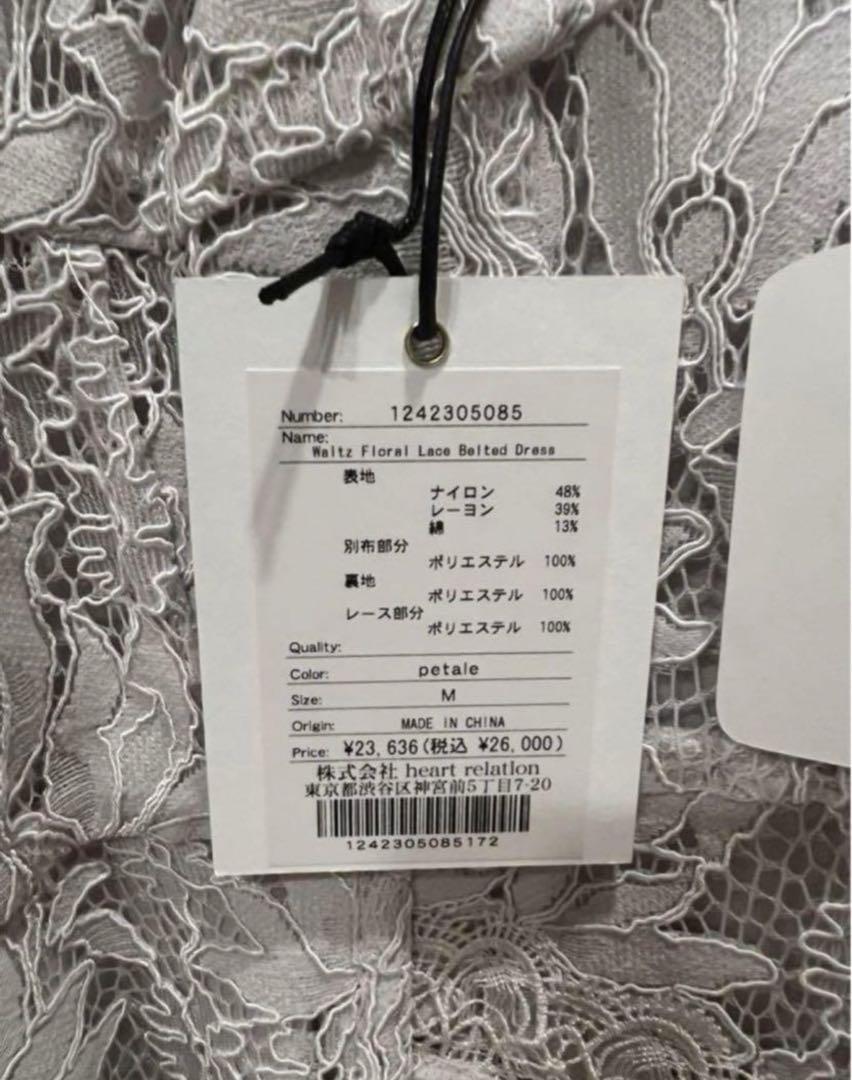 Number: 1242305085
Name:
Waltz Floral Lace Belted Dress
表地
ナイロン 48%
レーヨン 39%
綿 13%
別布部分
ポリエステル 100%
裏地
ポリエステル 100%
レース部分
ポリエステル 100%
Quality:
Color: petale
Size: M
Origin: MADE IN CHINA
Price: ¥23,636(税込 ¥26,000)
株式会社 heart relation
東京都渋谷区神宮前5丁目7-20
1242305085172